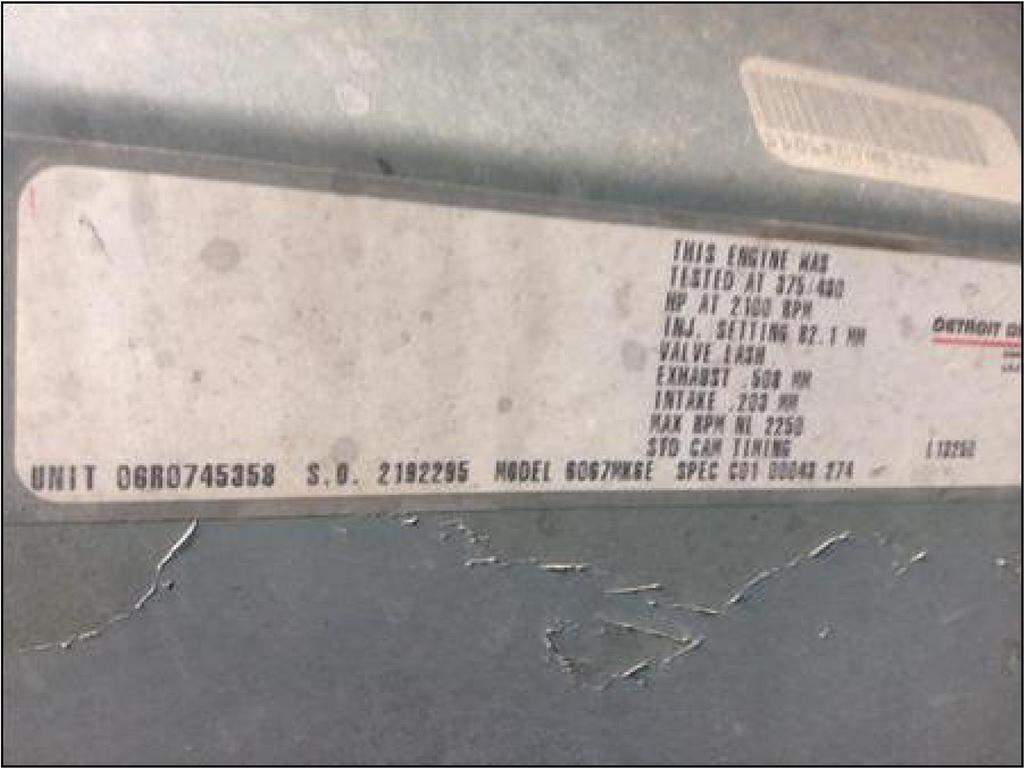 THIS ENGINE WAS
TESTED AT 375/430
HP AT 2100 RPM
INJ. SETTING 82.1 MM
VALVE LASH
EXHAUST .508 MM
INTAKE .203 MM
MAX RPM NL 2250
STD CAM TIMING
DETROIT
L13250
UNIT 06R0745358 S.O. 2192295 MODEL 6067MK6E SPEC C01 00043 274